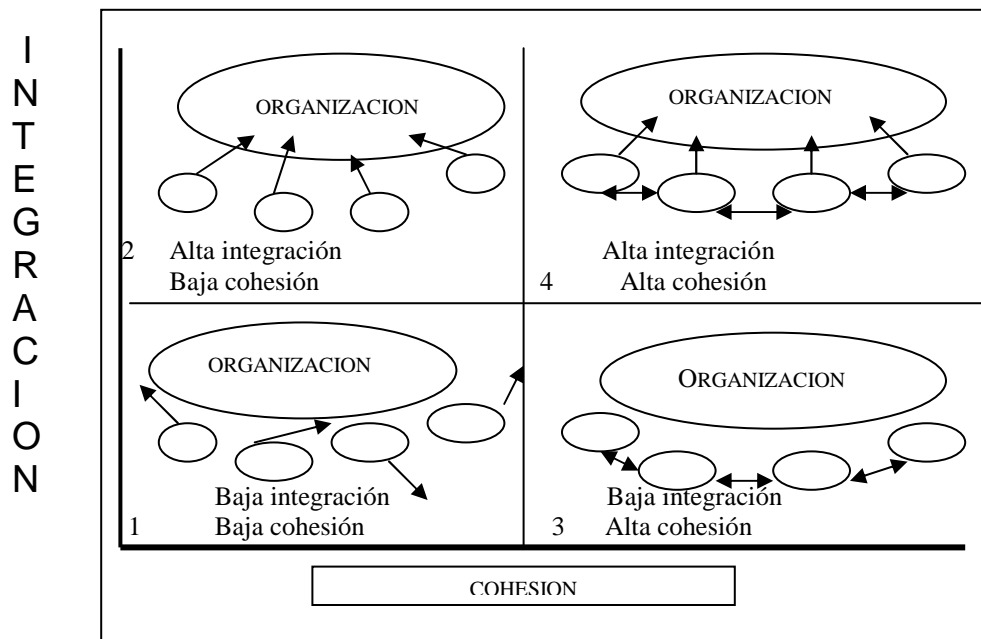 INTEGRACION
ORGANIZACION
ORGANIZACION
2 Alta integración
Baja cohesión
Alta integración
4 Alta cohesión
ORGANIZACION
ORGANIZACION
Baja integración
1 Baja cohesión
Baja integración
3 Alta cohesión
COHESION